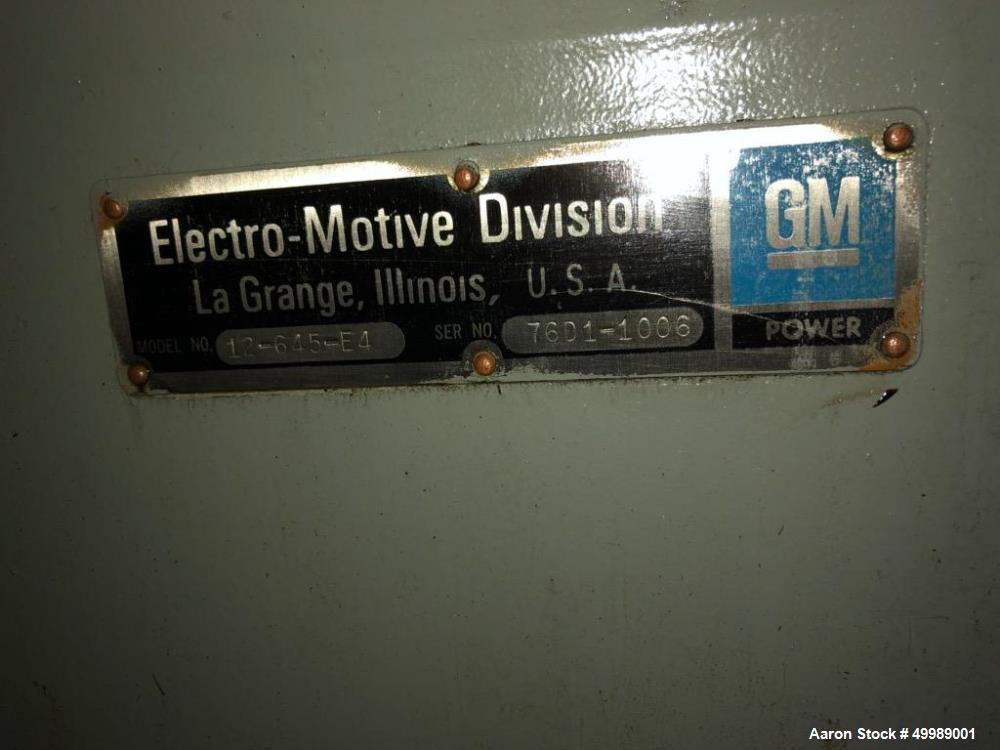 Electro-Motive Division
La Grange, Illinois, U.S.A.
MODEL NO. 12-645-E4 SER NO. 76D1-1006
GM
POWER
Aaron Stock # 49989001